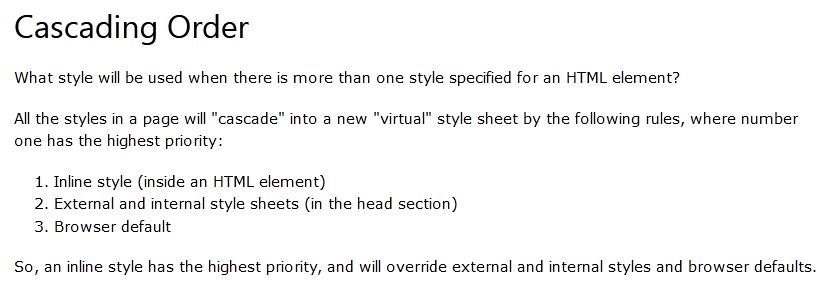 Cascading Order
What style will be used when there is more than one style specified for an HTML element?
All the styles in a page will "cascade" into a new "virtual" style sheet by the following rules, where number
one has the highest priority:
1. Inline style (inside an HTML element)
2. External and internal style sheets (in the head section)
3. Browser default
So, an inline style has the highest priority, and will override external and internal styles and browser defaults.